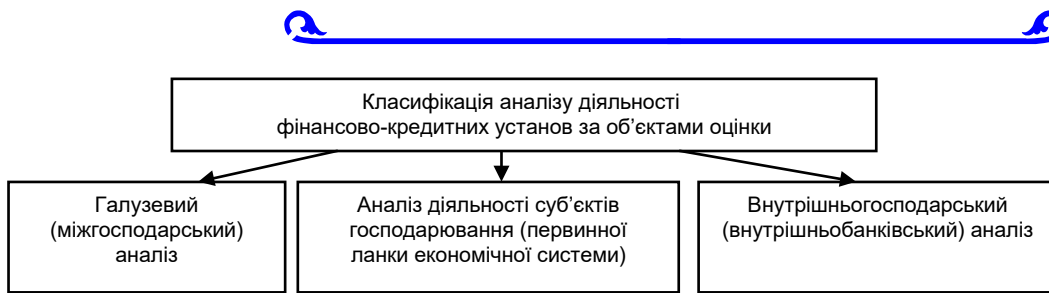 Класифікація аналізу діяльності
фінансово-кредитних установ за об’єктами оцінки
Галузевий
(міжгосподарський)
аналіз
Аналіз діяльності суб’єктів
господарювання (первинної
ланки економічної системи)
Внутрішньогосподарський
(внутрішньобанківський) аналіз